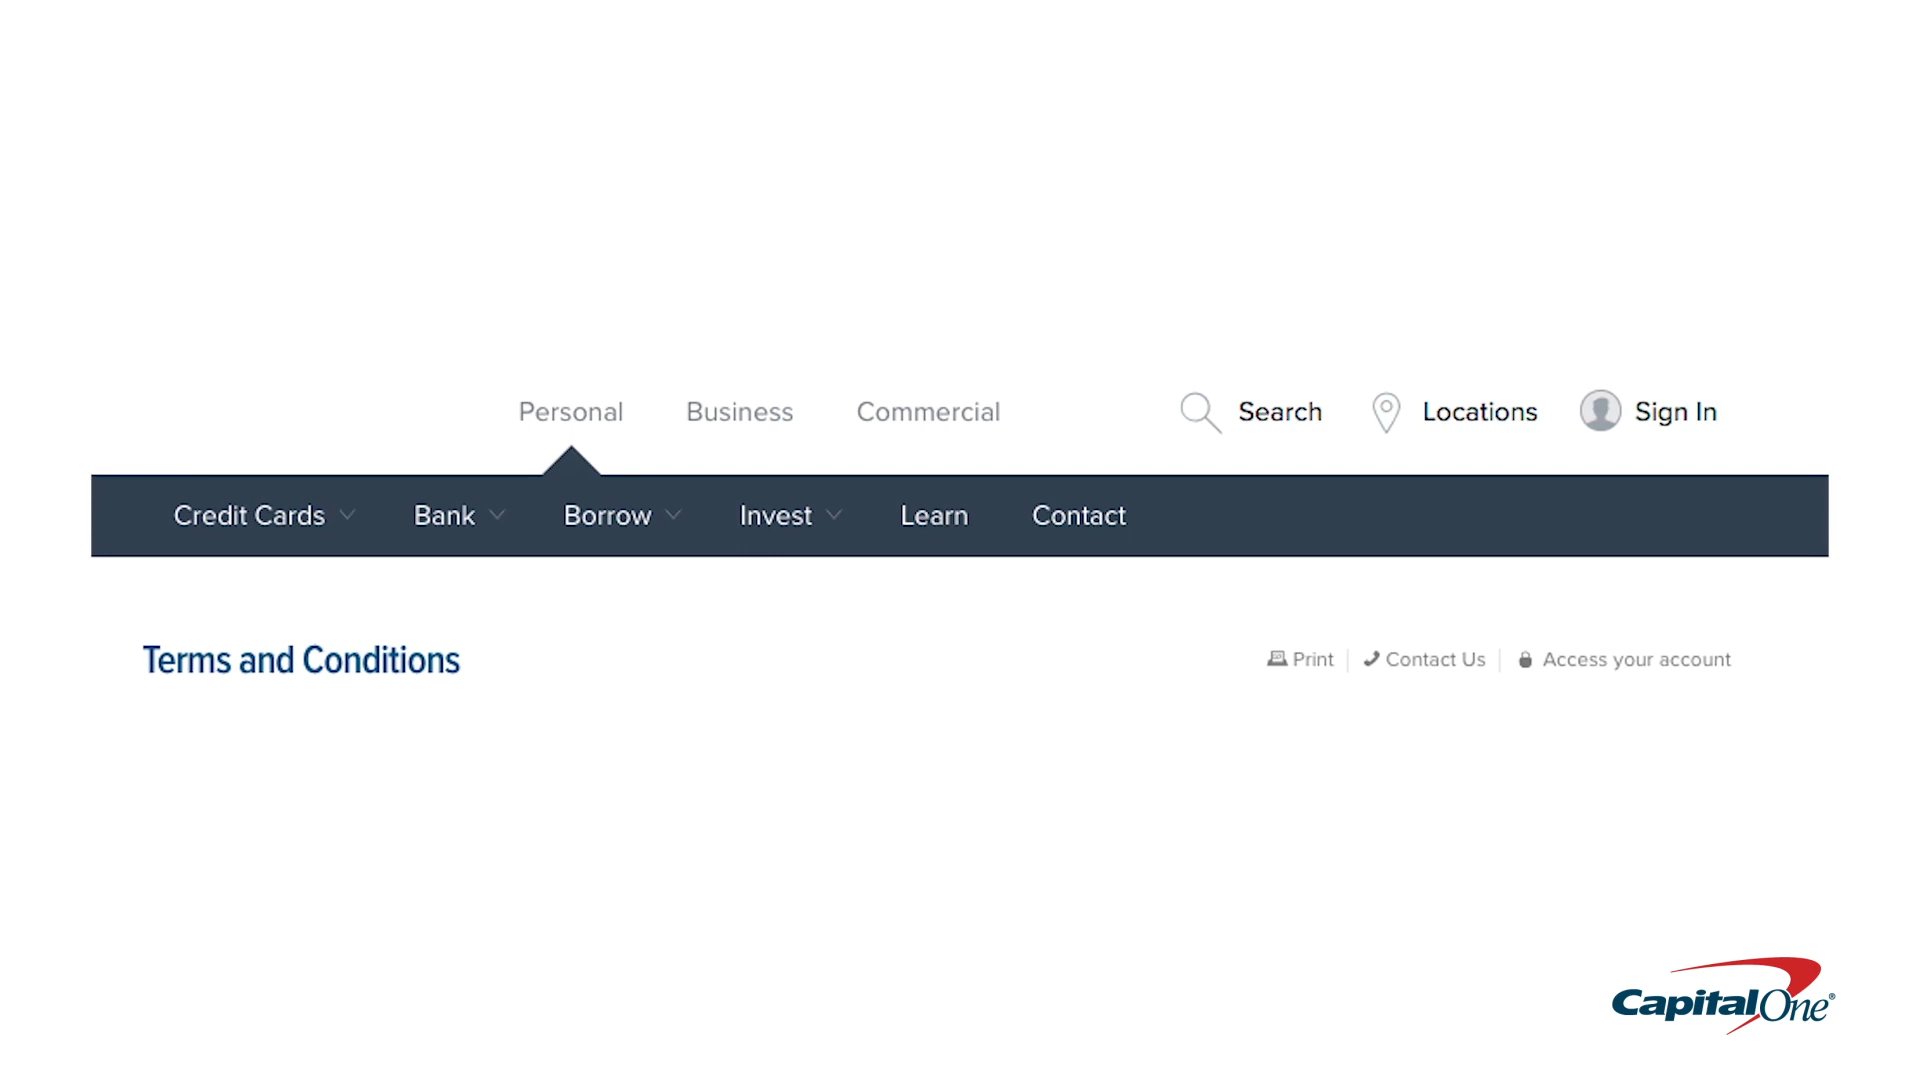 Personal Business Commercial Search Locations Sign In
Credit Cards Bank Borrow Invest Learn Contact
Terms and Conditions Print Contact Us Access your account
CapitalOne®